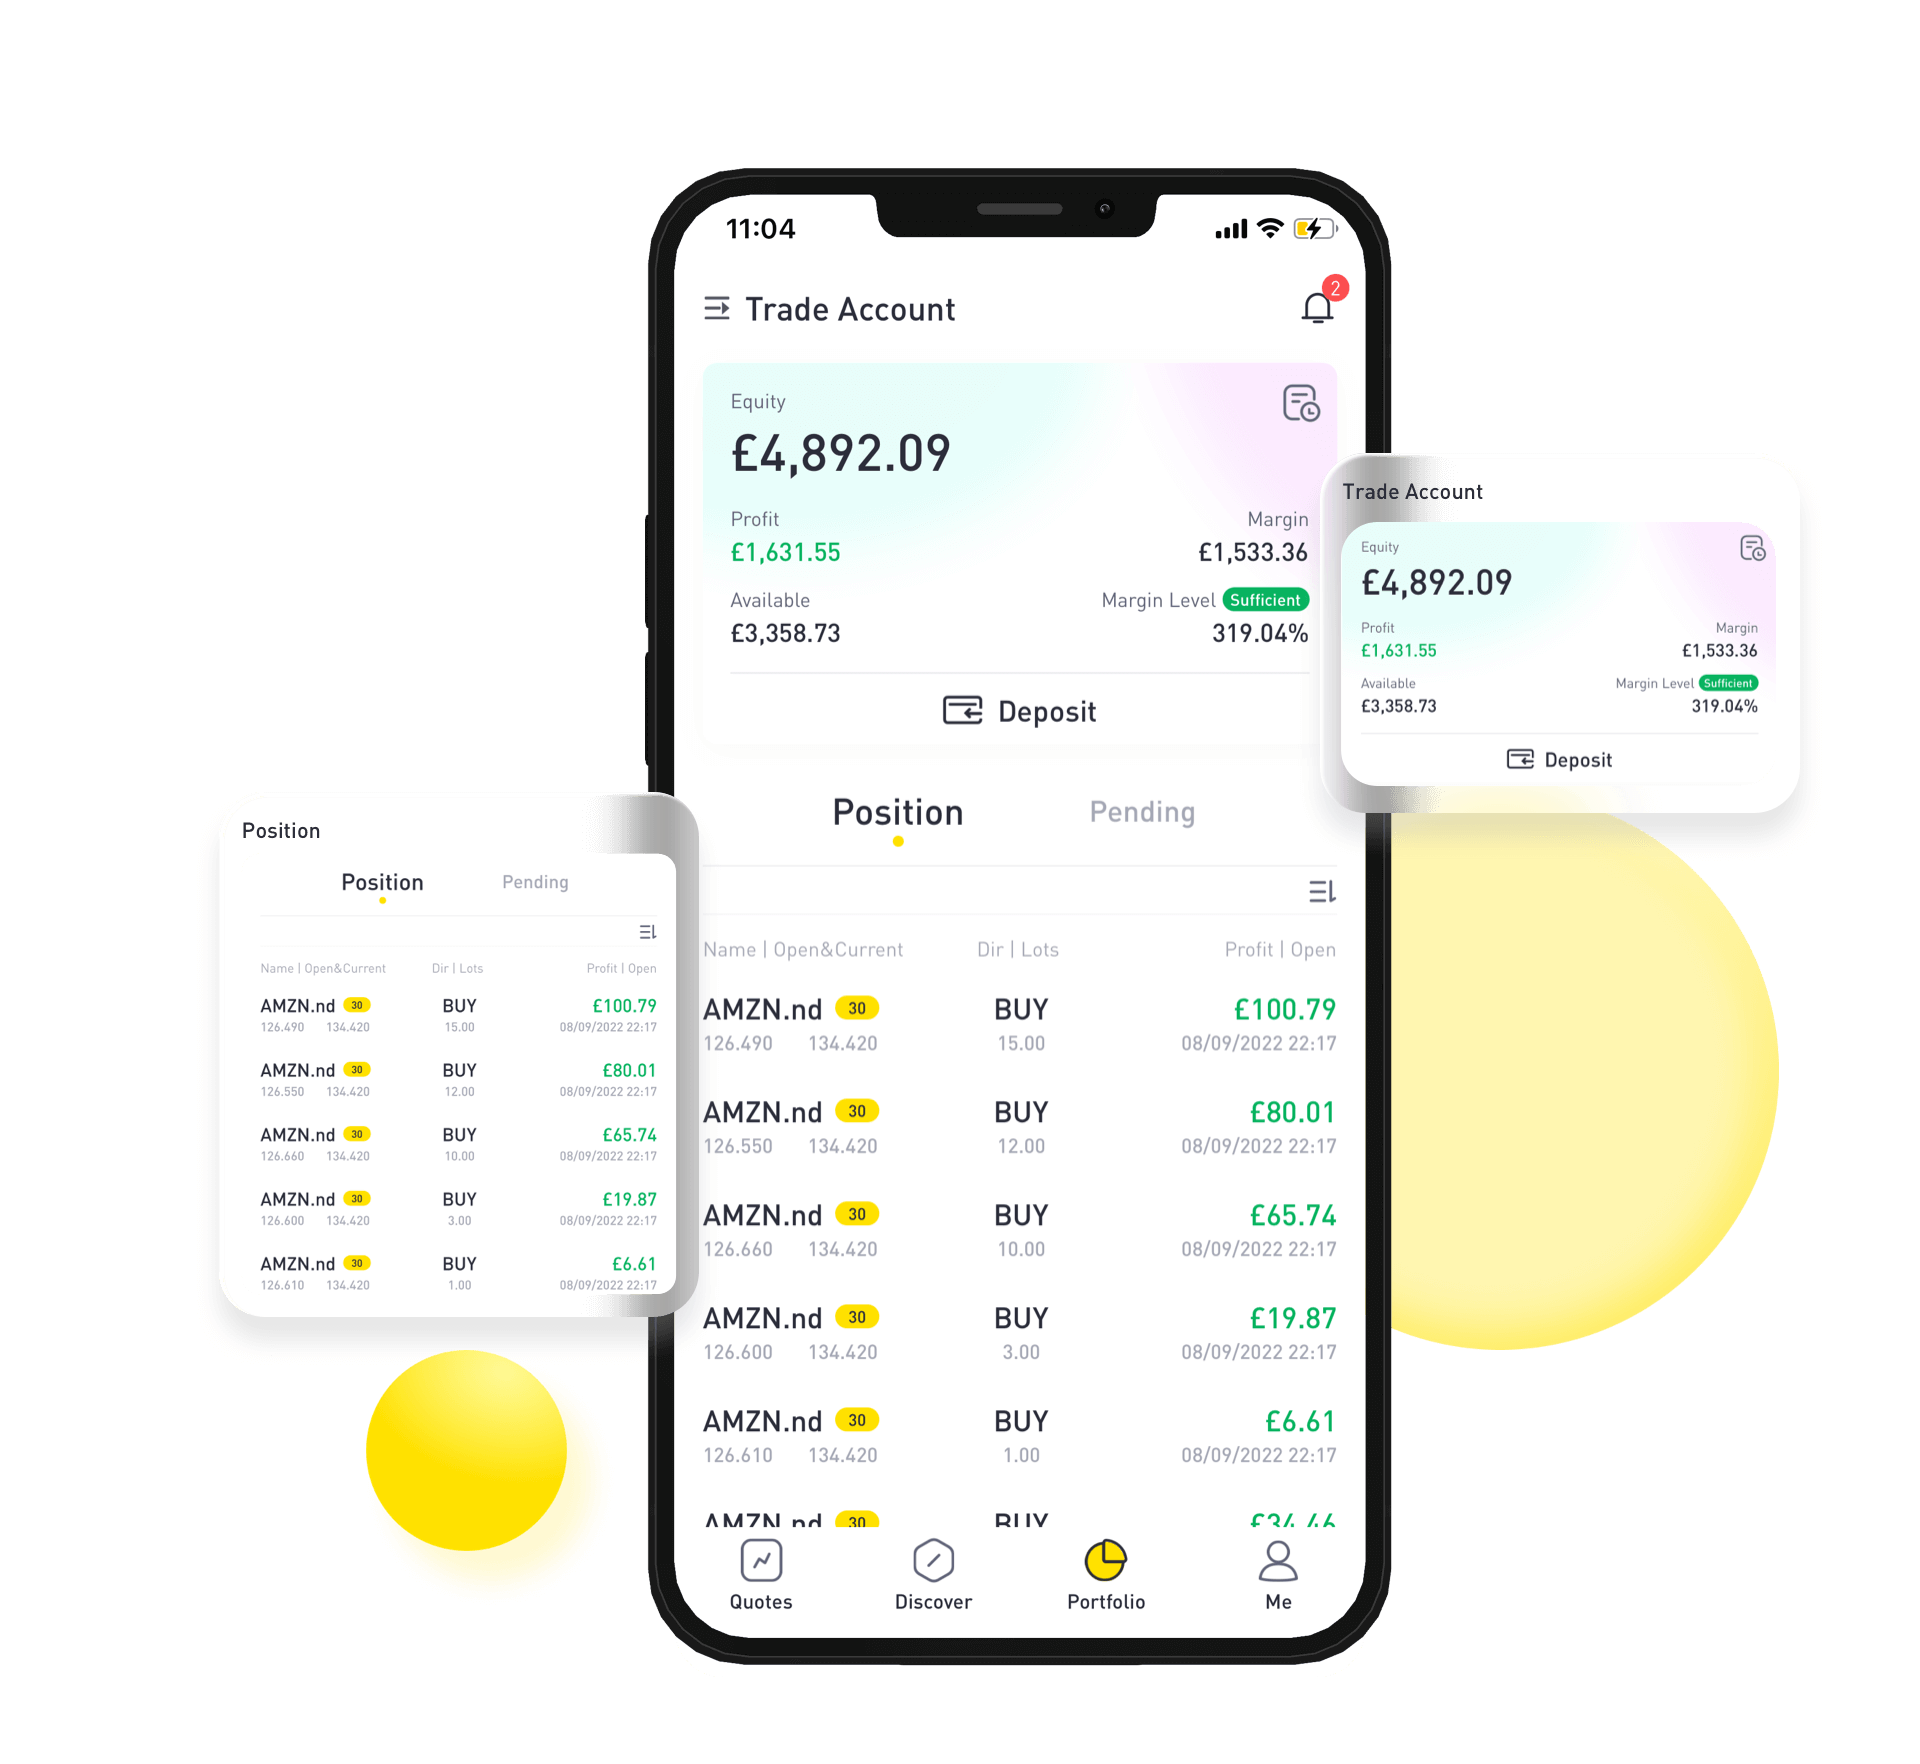 11:04
Trade Account
2
Equity
£4,892.09
Profit Margin
£1,631.55 £1,533.36
Available Margin Level Sufficient
£3,358.73 319.04%
Deposit
Position Pending
Name | Open&Current Dir | Lots Profit | Open
AMZN.nd 30 BUY £100.79
126.490 134.420 15.00 08/09/2022 22:17
AMZN.nd 30 BUY £80.01
126.550 134.420 12.00 08/09/2022 22:17
AMZN.nd 30 BUY £65.74
126.660 134.420 10.00 08/09/2022 22:17
AMZN.nd 30 BUY £19.87
126.600 134.420 3.00 08/09/2022 22:17
AMZN.nd 30 BUY £6.61
126.610 134.420 1.00 08/09/2022 22:17
AMZN.nd 30 BUY £34.46
Quotes Discover Portfolio Me
Trade Account
Equity
£4,892.09
Profit Margin
£1,631.55 £1,533.36
Available Margin Level Sufficient
£3,358.73 319.04%
Deposit
Position
Position Pending
Name | Open&Current Dir | Lots Profit | Open
AMZN.nd 30 BUY £100.79
126.490 134.420 15.00 08/09/2022 22:17
AMZN.nd 30 BUY £80.01
126.550 134.420 12.00 08/09/2022 22:17
AMZN.nd 30 BUY £65.74
126.660 134.420 10.00 08/09/2022 22:17
AMZN.nd 30 BUY £19.87
126.600 134.420 3.00 08/09/2022 22:17
AMZN.nd 30 BUY £6.61
126.610 134.420 1.00 08/09/2022 22:17